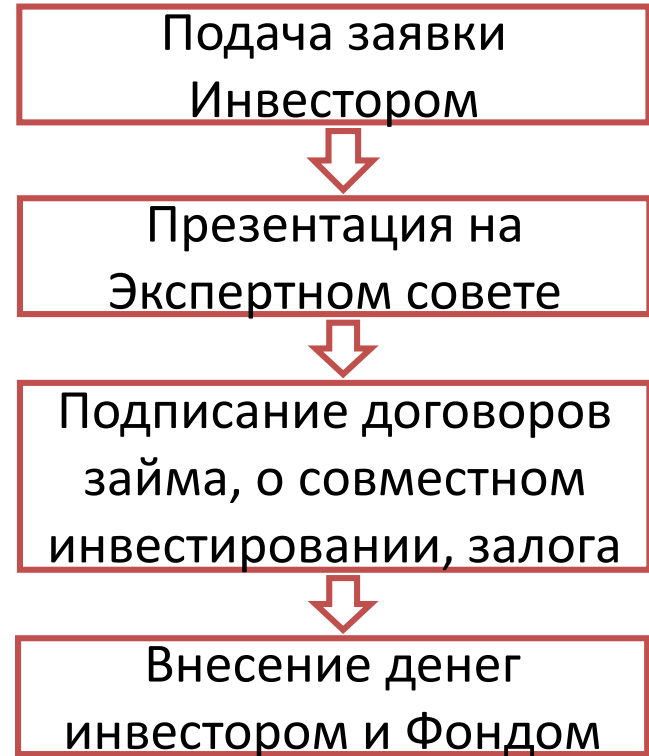 Подача заявки
Инвестором
Презентация на
Экспертном совете
Подписание договоров
займа, о совместном
инвестировании, залога
Внесение денег
инвестором и Фондом